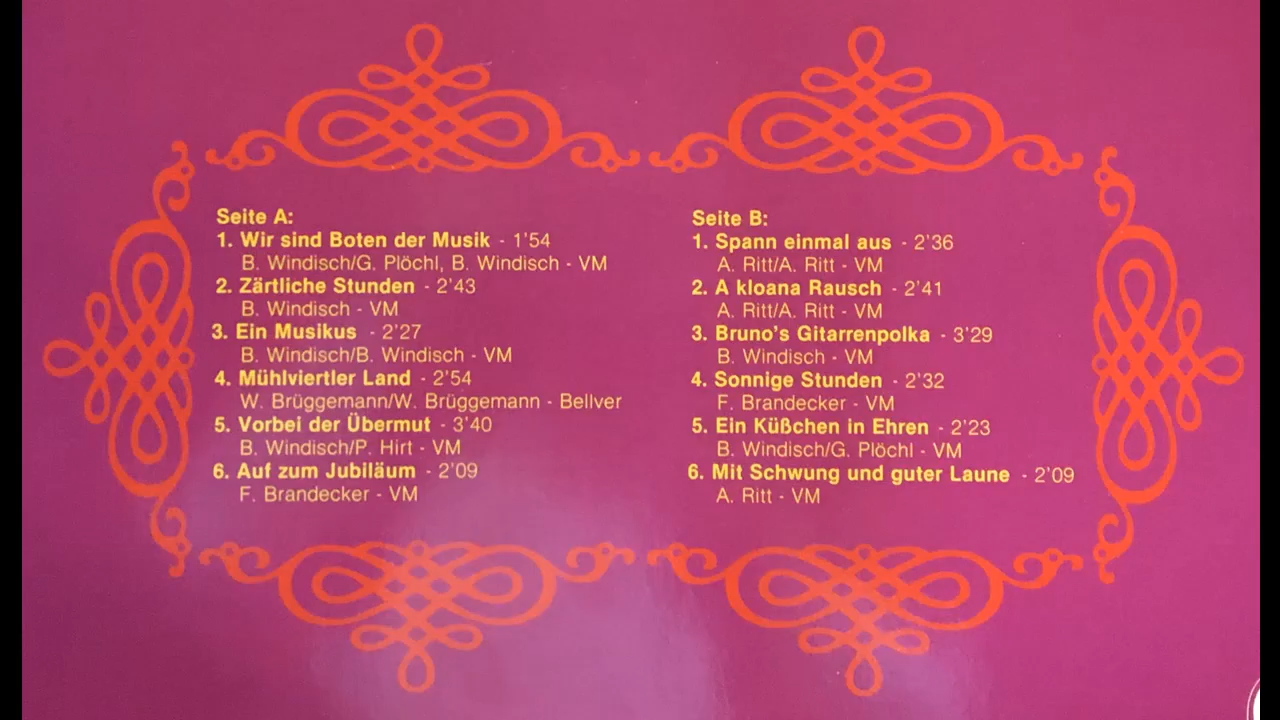 Seite A:
1. Wir sind Boten der Musik - 1'54
B. Windisch/G. Plöchl, B. Windisch - VM
2. Zärtliche Stunden - 2'43
B. Windisch - VM
3. Ein Musikus - 2'27
B. Windisch/B. Windisch - VM
4. Mühlviertler Land - 2'54
W. Brüggemann/W. Brüggemann - Bellver
5. Vorbei der Übermut - 3'40
B. Windisch/P. Hirt - VM
6. Auf zum Jubiläum - 2'09
F. Brandecker - VM
Seite B:
1. Spann einmal aus - 2'36
A. Ritt/A. Ritt - VM
2. A kloana Rausch - 2'41
A. Ritt/A. Ritt - VM
3. Bruno's Gitarrenpolka - 3'29
B. Windisch - VM
4. Sonnige Stunden - 2'32
F. Brandecker - VM
5. Ein Küßchen in Ehren - 2'23
B. Windisch/G. Plöchl - VM
6. Mit Schwung und guter Laune - 2'09
A. Ritt - VM